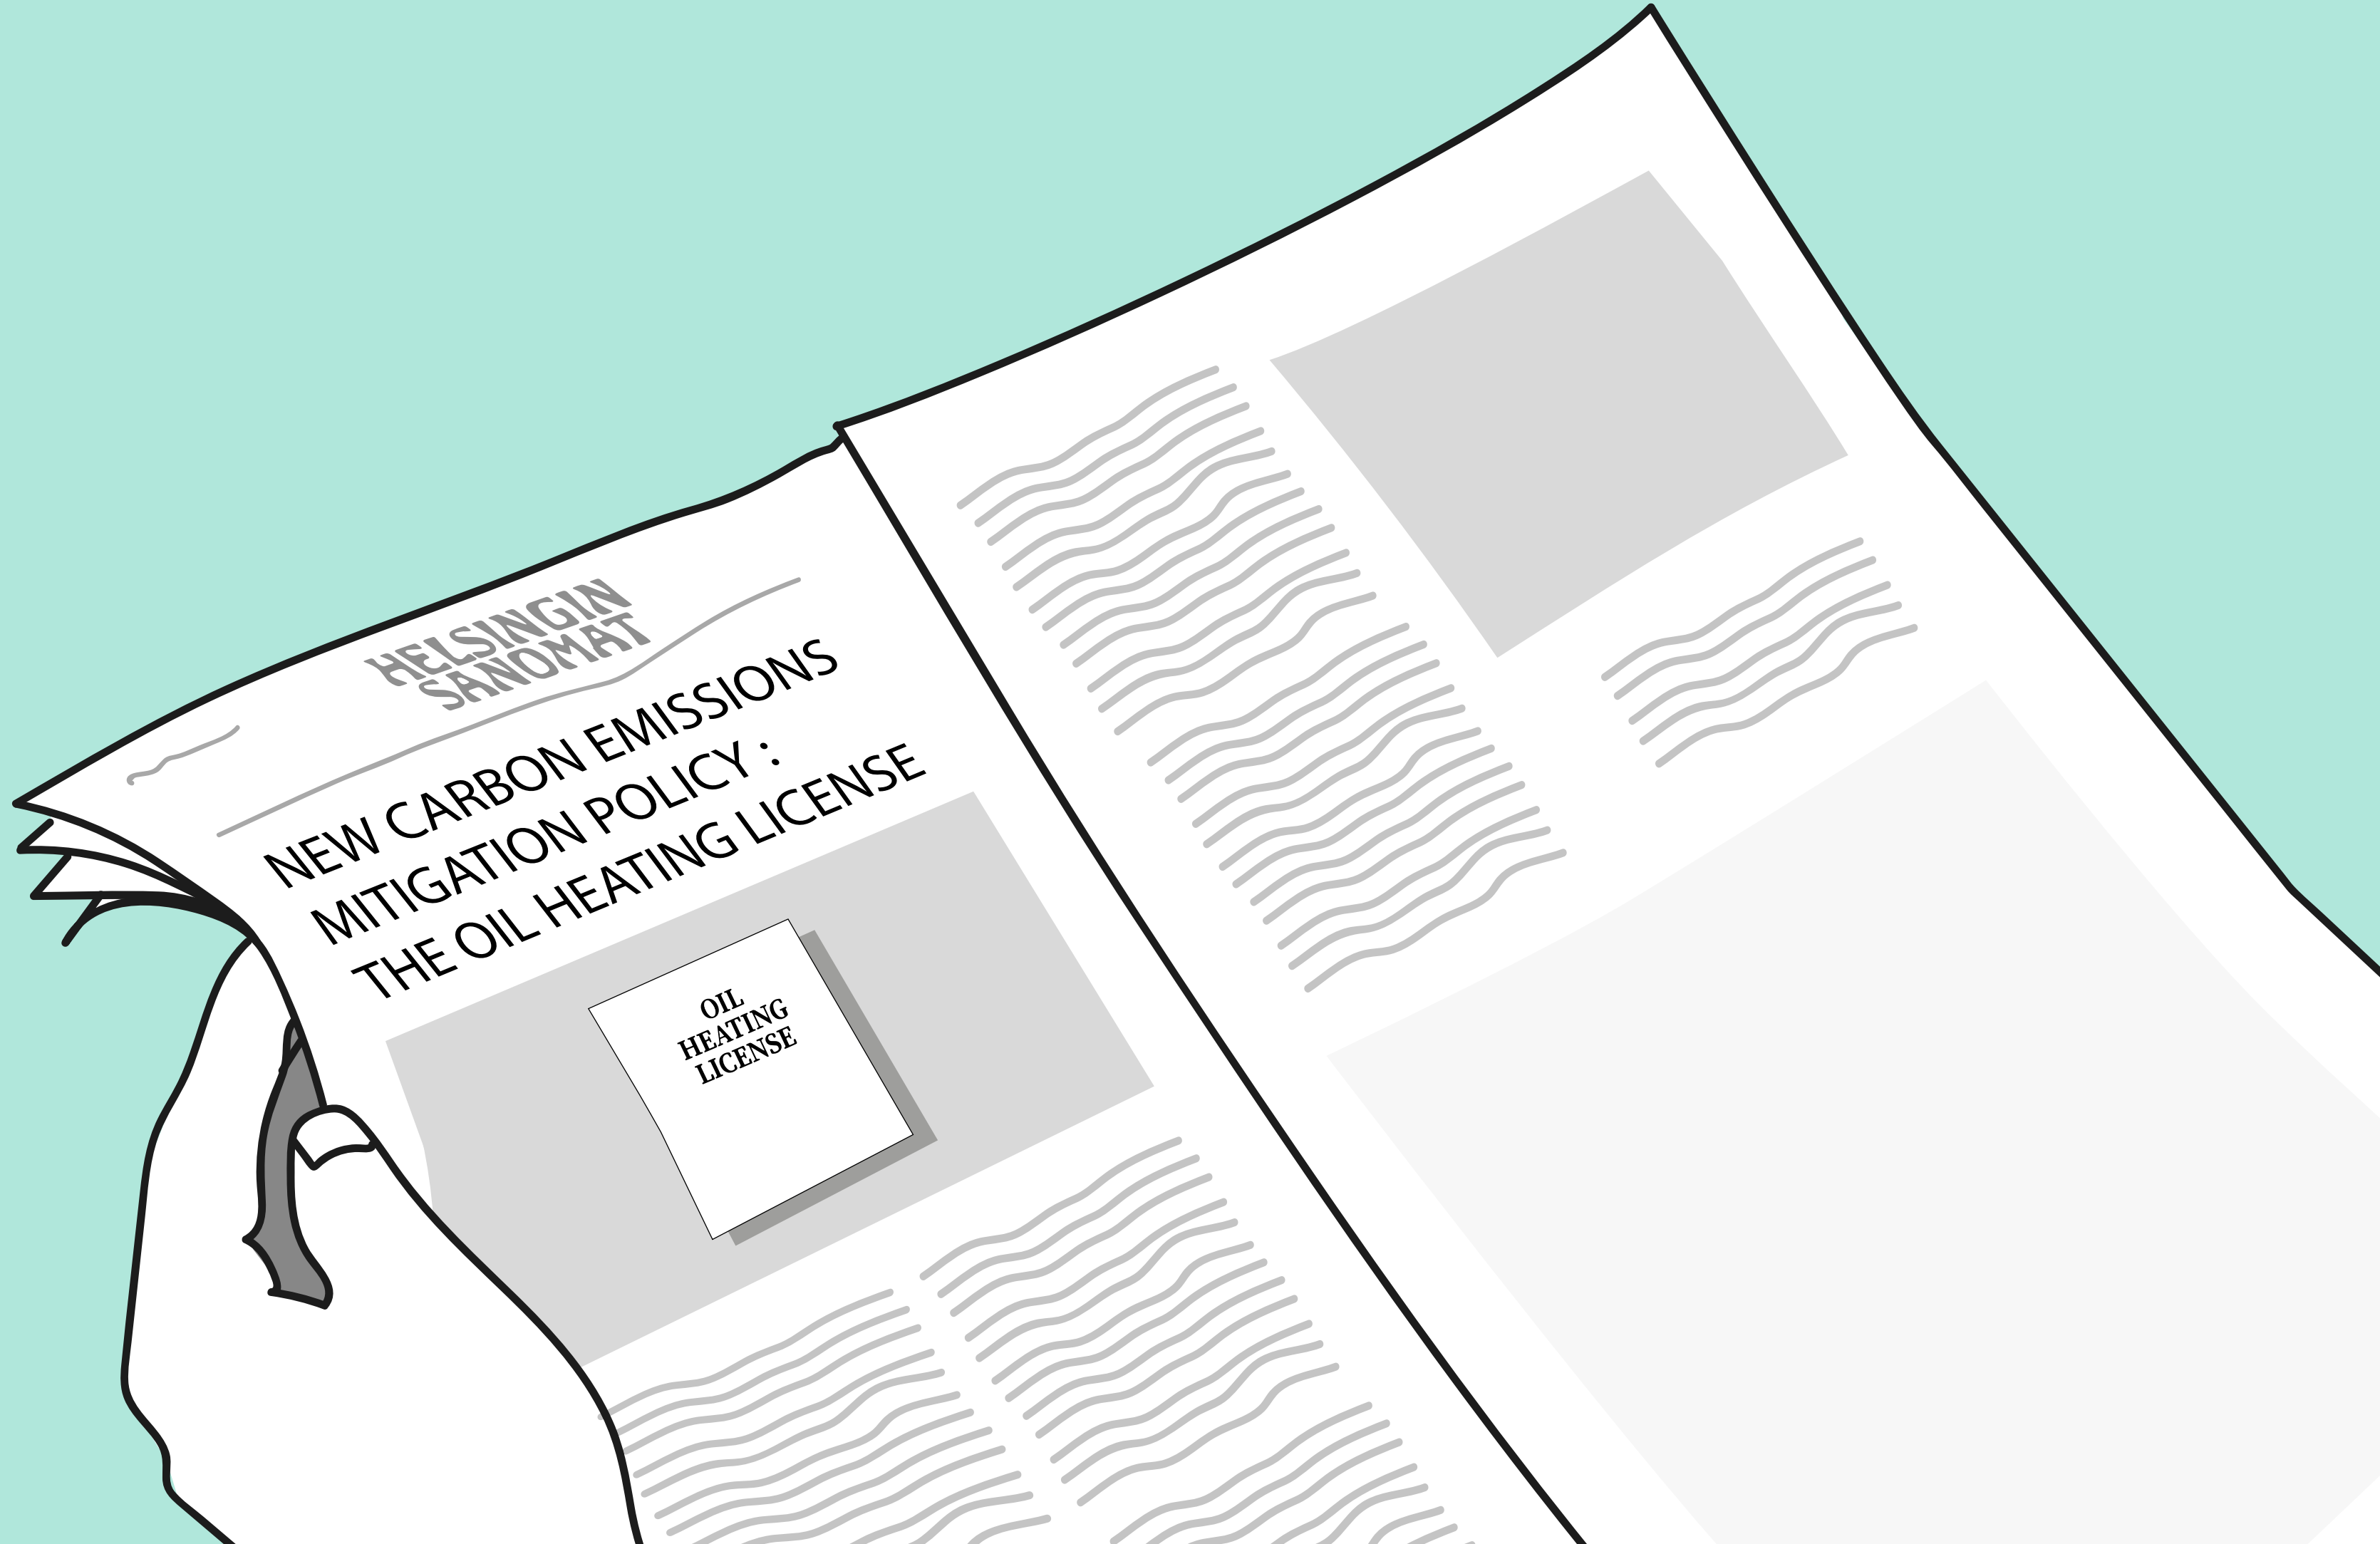 HELSINGIN
SANOMAT
NEW CARBON EMISSIONS
MITIGATION POLICY :
THE OIL HEATING LICENSE
OIL
HEATING
LICENSE